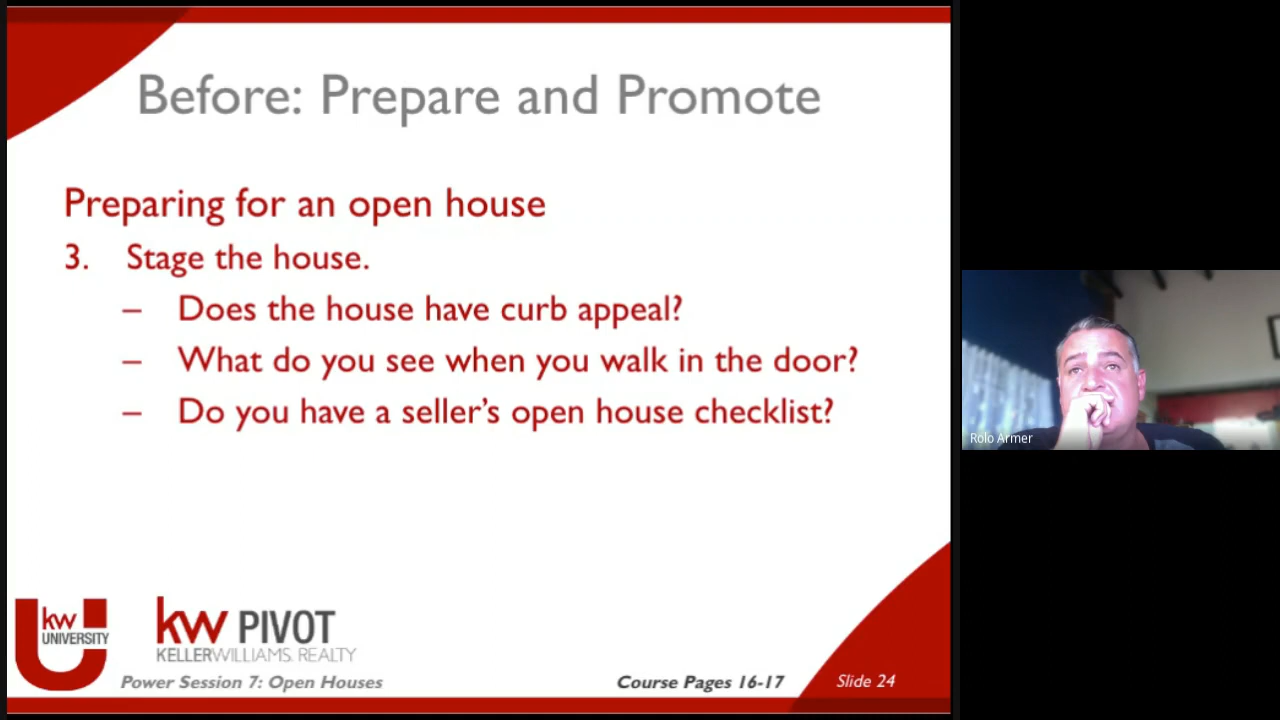 Before: Prepare and Promote
Preparing for an open house
3. Stage the house.
– Does the house have curb appeal?
– What do you see when you walk in the door?
– Do you have a seller’s open house checklist?
kw
UNIVERSITY
kw PIVOT
KELLERWILLIAMS. REALTY
Power Session 7: Open Houses
Course Pages 16-17
Slide 24
Rolo Armer